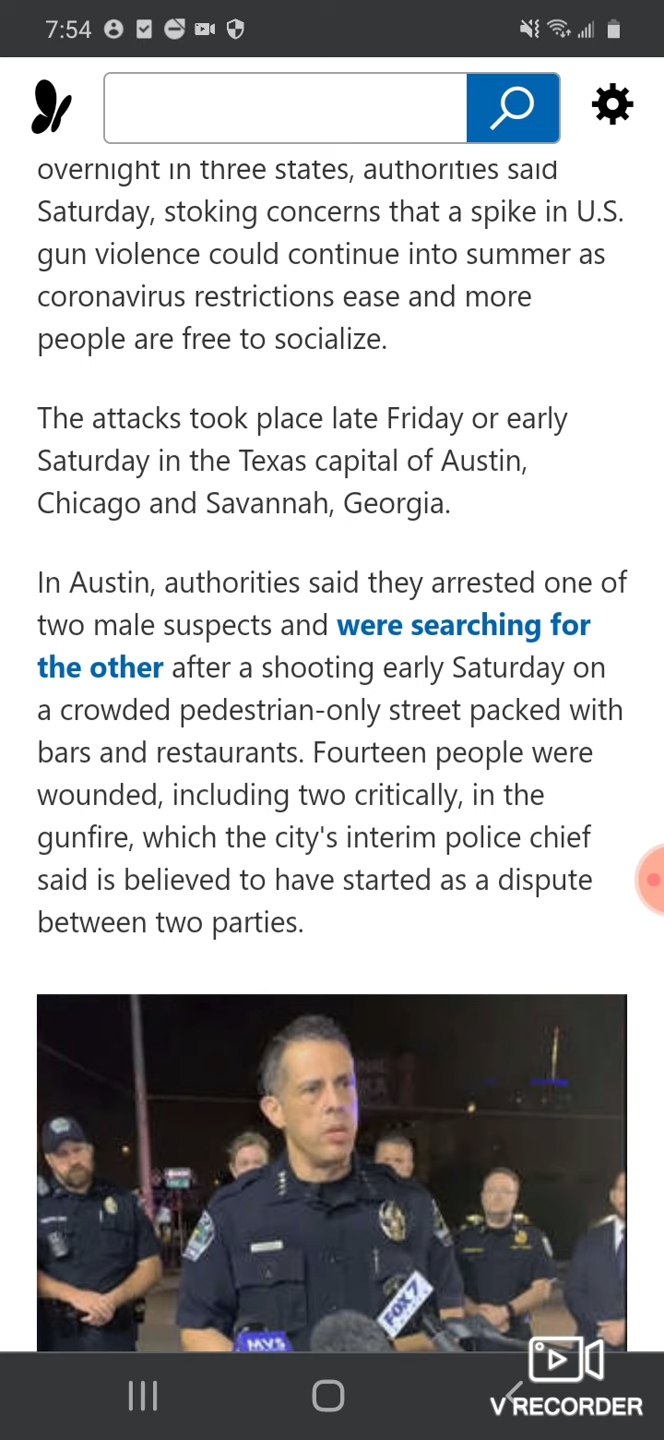 7:54
overnight in three states, authorities said
Saturday, stoking concerns that a spike in U.S.
gun violence could continue into summer as
coronavirus restrictions ease and more
people are free to socialize.
The attacks took place late Friday or early
Saturday in the Texas capital of Austin,
Chicago and Savannah, Georgia.
In Austin, authorities said they arrested one of
two male suspects and were searching for
the other after a shooting early Saturday on
a crowded pedestrian-only street packed with
bars and restaurants. Fourteen people were
wounded, including two critically, in the
gunfire, which the city's interim police chief
said is believed to have started as a dispute
between two parties.
FOX 7
MVS
V RECORDER